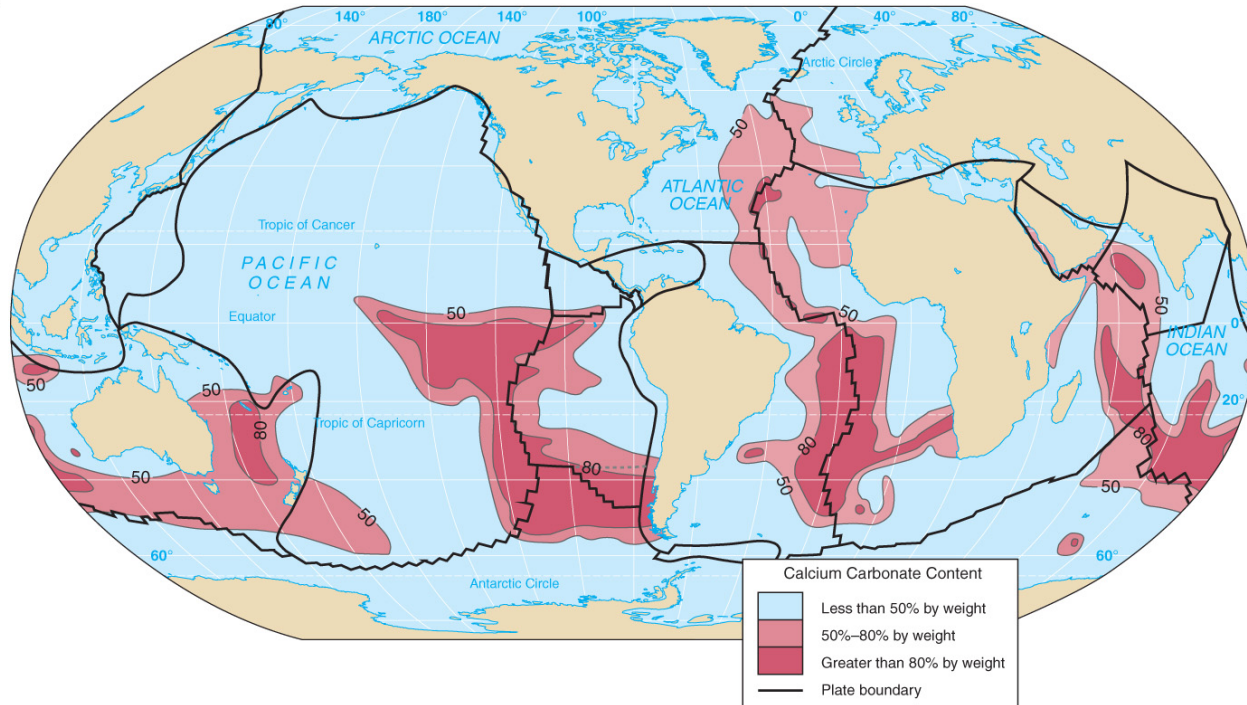 140° 180° 140° 100° 0° 40° 80°
80°
ARCTIC OCEAN
Arctic Circle
50
ATLANTIC
OCEAN
Tropic of Cancer
PACIFIC
OCEAN
50
50
50
Equator
0°
INDIAN
OCEAN
50
50
20°
80
Tropic of Capricorn
80
80
80
50
50
50
50
60°
60°
Antarctic Circle
Calcium Carbonate Content
Less than 50% by weight
50%–80% by weight
Greater than 80% by weight
Plate boundary